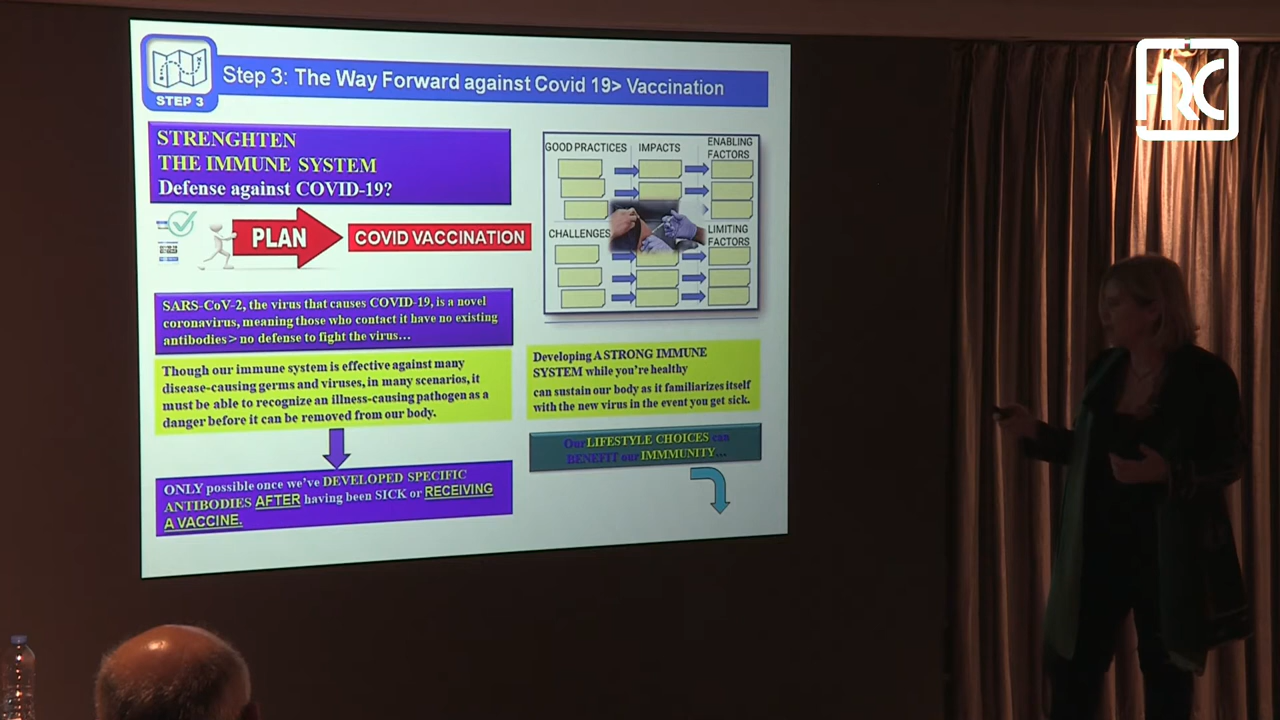 HRC
STEP 3
Step 3: The Way Forward against Covid 19> Vaccination
STRENGHTEN
THE IMMUNE SYSTEM
Defense against COVID-19?
PLAN
COVID VACCINATION
SARS-CoV-2, the virus that causes COVID-19, is a novel
coronavirus, meaning those who contact it have no existing
antibodies > no defense to fight the virus…
Though our immune system is effective against many
disease-causing germs and viruses, in many scenarios, it
must be able to recognize an illness-causing pathogen as a
danger before it can be removed from our body.
ONLY possible once we’ve DEVELOPED SPECIFIC
ANTIBODIES AFTER having been SICK or RECEIVING
A VACCINE.
GOOD PRACTICES
IMPACTS
ENABLING
FACTORS
CHALLENGES
LIMITING
FACTORS
Developing A STRONG IMMUNE
SYSTEM while you’re healthy
can sustain our body as it familiarizes itself
with the new virus in the event you get sick.
Our LIFESTYLE CHOICES can
BENEFIT our IMMMUNITY…